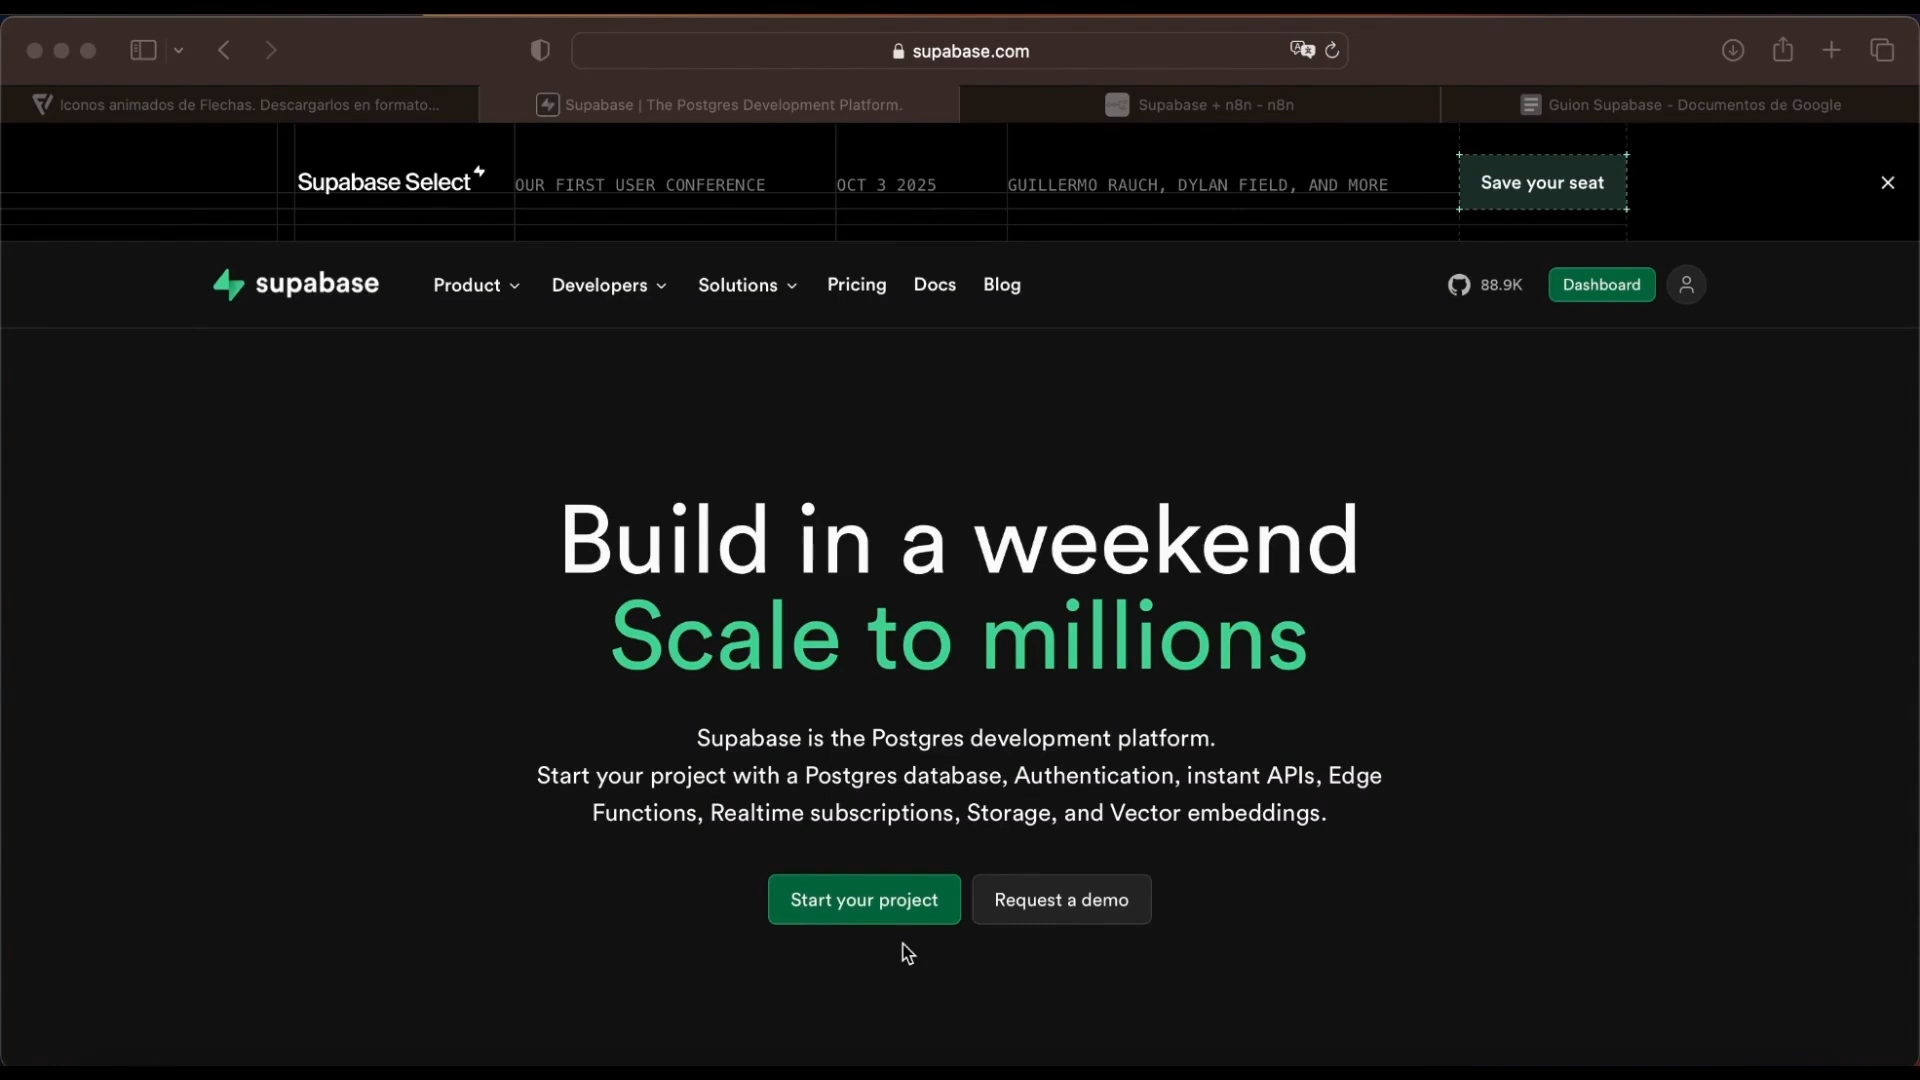 supabase.com
Iconos animados de Flechas. Descargarlos en formato...
Supabase | The Postgres Development Platform.
Supabase + n8n - n8n
Guion Supabase - Documentos de Google
Supabase Select
OUR FIRST USER CONFERENCE
OCT 3 2025
GUILLERMO RAUCH, DYLAN FIELD, AND MORE
Save your seat
supabase
Product
Developers
Solutions
Pricing
Docs
Blog
88.9K
Dashboard
Build in a weekend
Scale to millions
Supabase is the Postgres development platform.
Start your project with a Postgres database, Authentication, instant APIs, Edge
Functions, Realtime subscriptions, Storage, and Vector embeddings.
Start your project
Request a demo